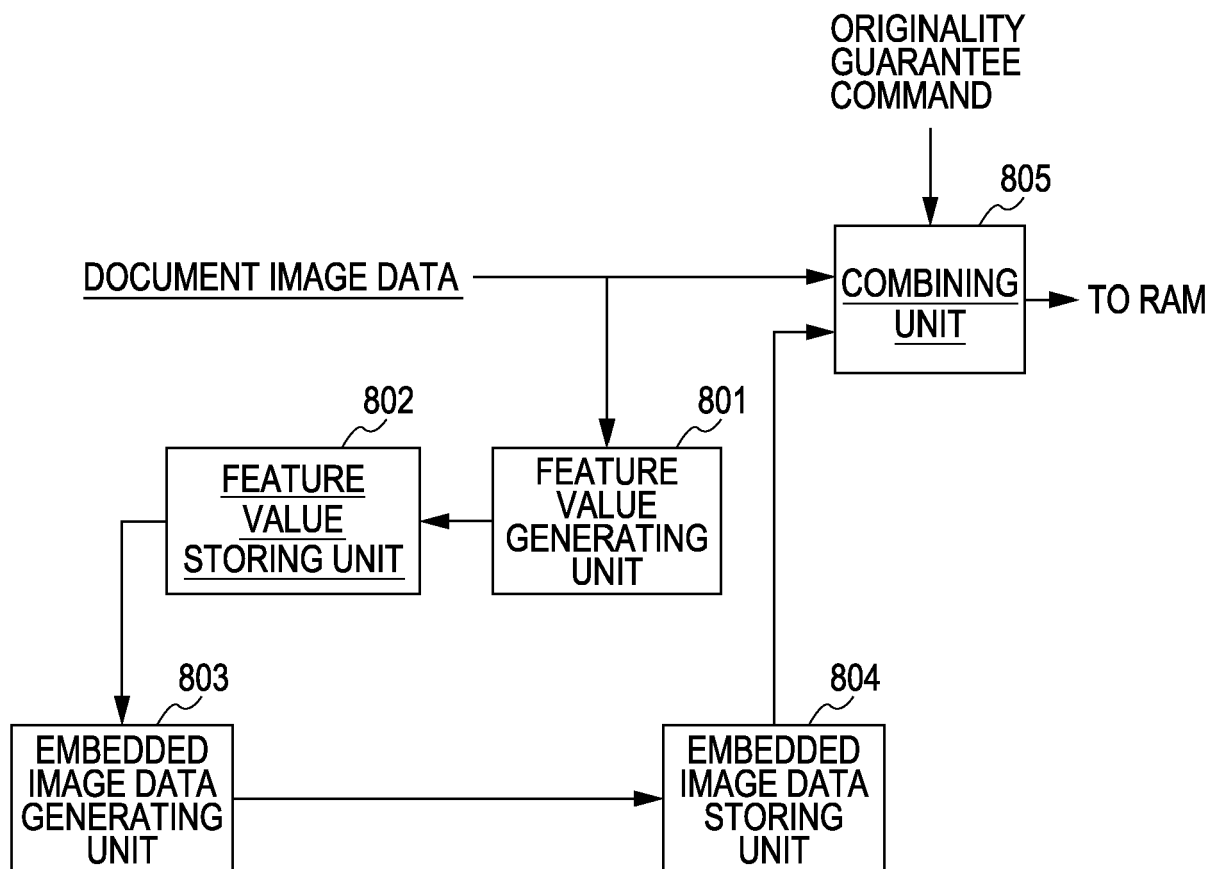 ORIGINALITY
GUARANTEE
COMMAND
805
DOCUMENT IMAGE DATA
COMBINING
UNIT
TO RAM
802
801
FEATURE
VALUE
STORING UNIT
FEATURE
VALUE
GENERATING
UNIT
803
804
EMBEDDED
IMAGE DATA
GENERATING
UNIT
EMBEDDED
IMAGE DATA
STORING
UNIT